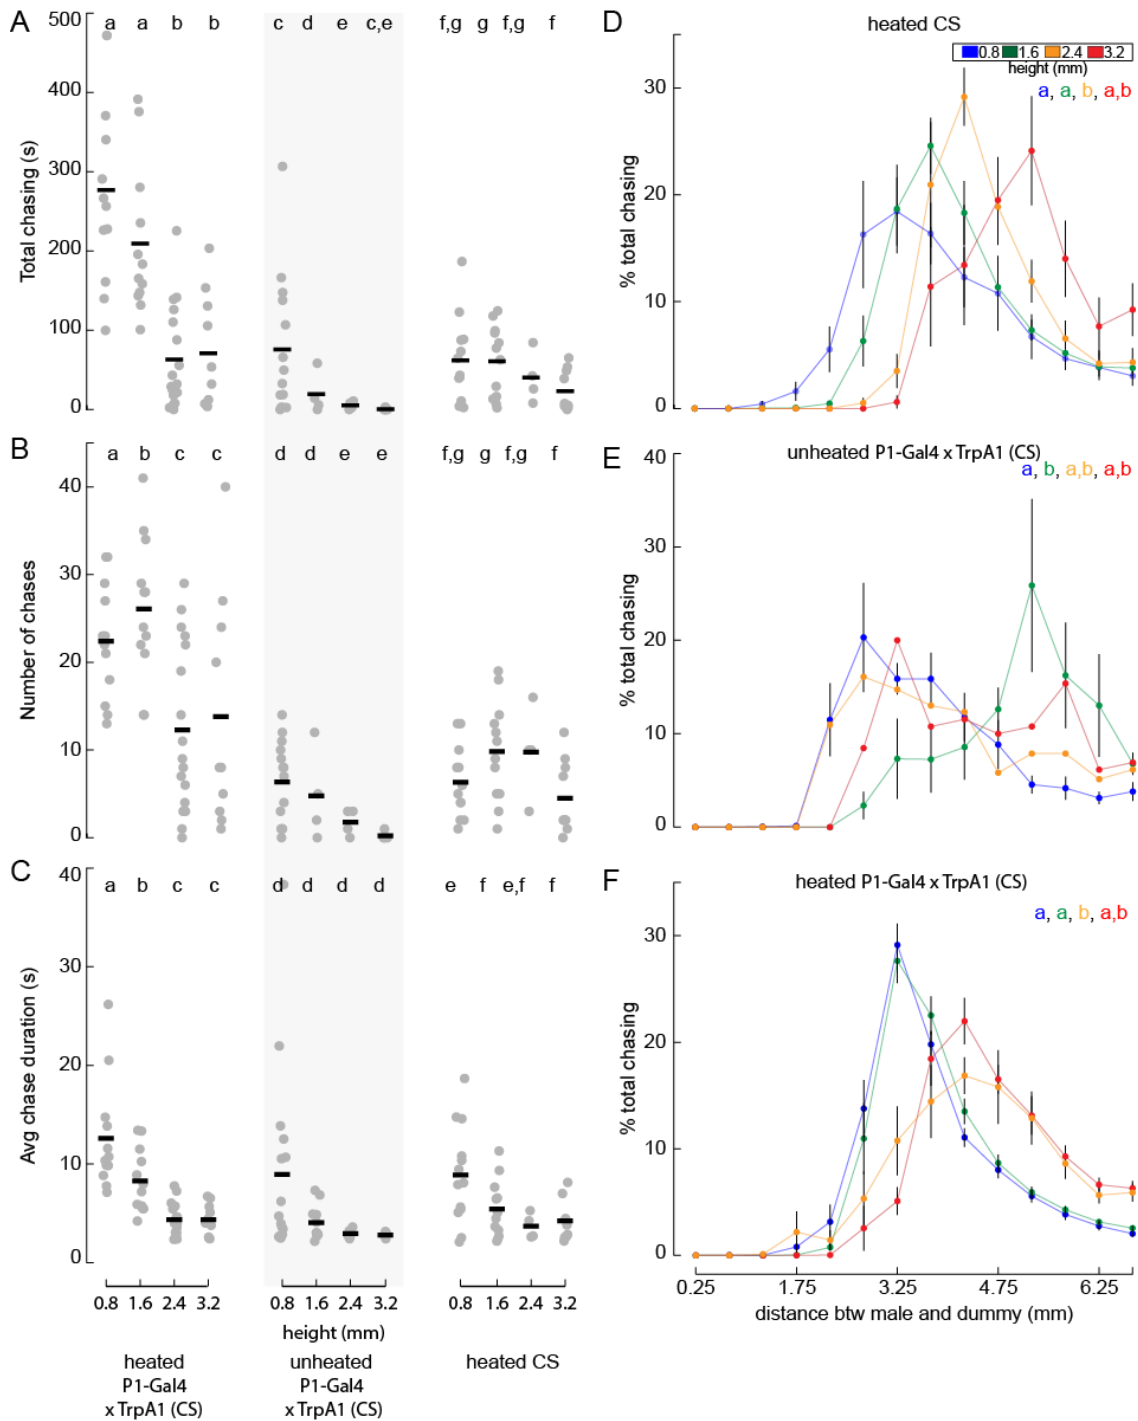 A
500
400
300
200
100
0
Total chasing (s)
a a b b c d e c,e f,g g f,g f
B
40
30
20
10
0
Number of chases
a b c c d d e e f,g g f,g f
C
40
30
20
10
0
Avg chase duration (s)
a b c c d d d d e f e,f f
0.8 1.6 2.4 3.2 0.8 1.6 2.4 3.2 0.8 1.6 2.4 3.2
height (mm)
heated
P1-Gal4
x TrpA1 (CS)
unheated
P1-Gal4
x TrpA1 (CS)
heated CS
D
heated CS
0.8 1.6 2.4 3.2
height (mm)
a, a, b, a,b
30
20
10
0
% total chasing
E
unheated P1-Gal4 x TrpA1 (CS)
a, b, a,b, a,b
40
30
20
10
0
% total chasing
F
heated P1-Gal4 x TrpA1 (CS)
a, a, b, a,b
30
20
10
0
% total chasing
0.25 1.75 3.25 4.75 6.25
distance btw male and dummy (mm)